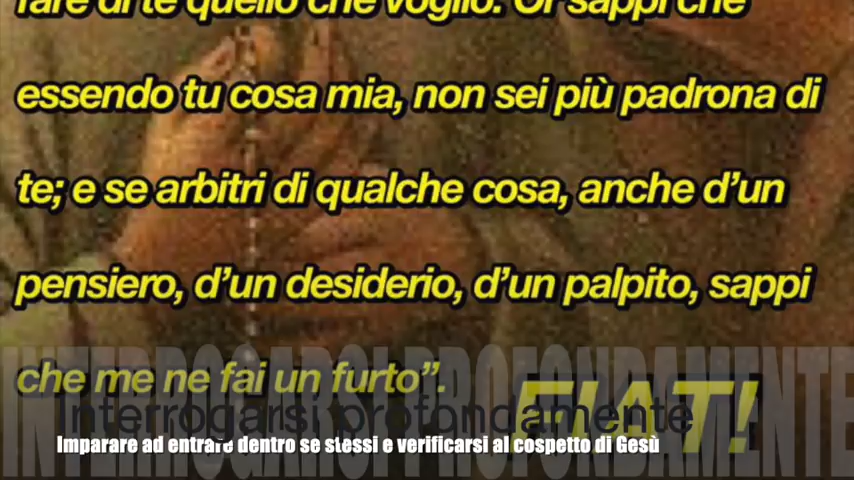 fare di te quello che voglio. Or sappi che
essendo tu cosa mia, non sei più padrona di
te; e se arbitri di qualche cosa, anche d’un
pensiero, d’un desiderio, d’un palpito, sappi
che me ne fai un furto”.
FIAT!
INTERROGARSI PROFONDAMENTE
Interrogarsi profondamente
Imparare ad entrare dentro se stessi e verificarsi al cospetto di Gesù